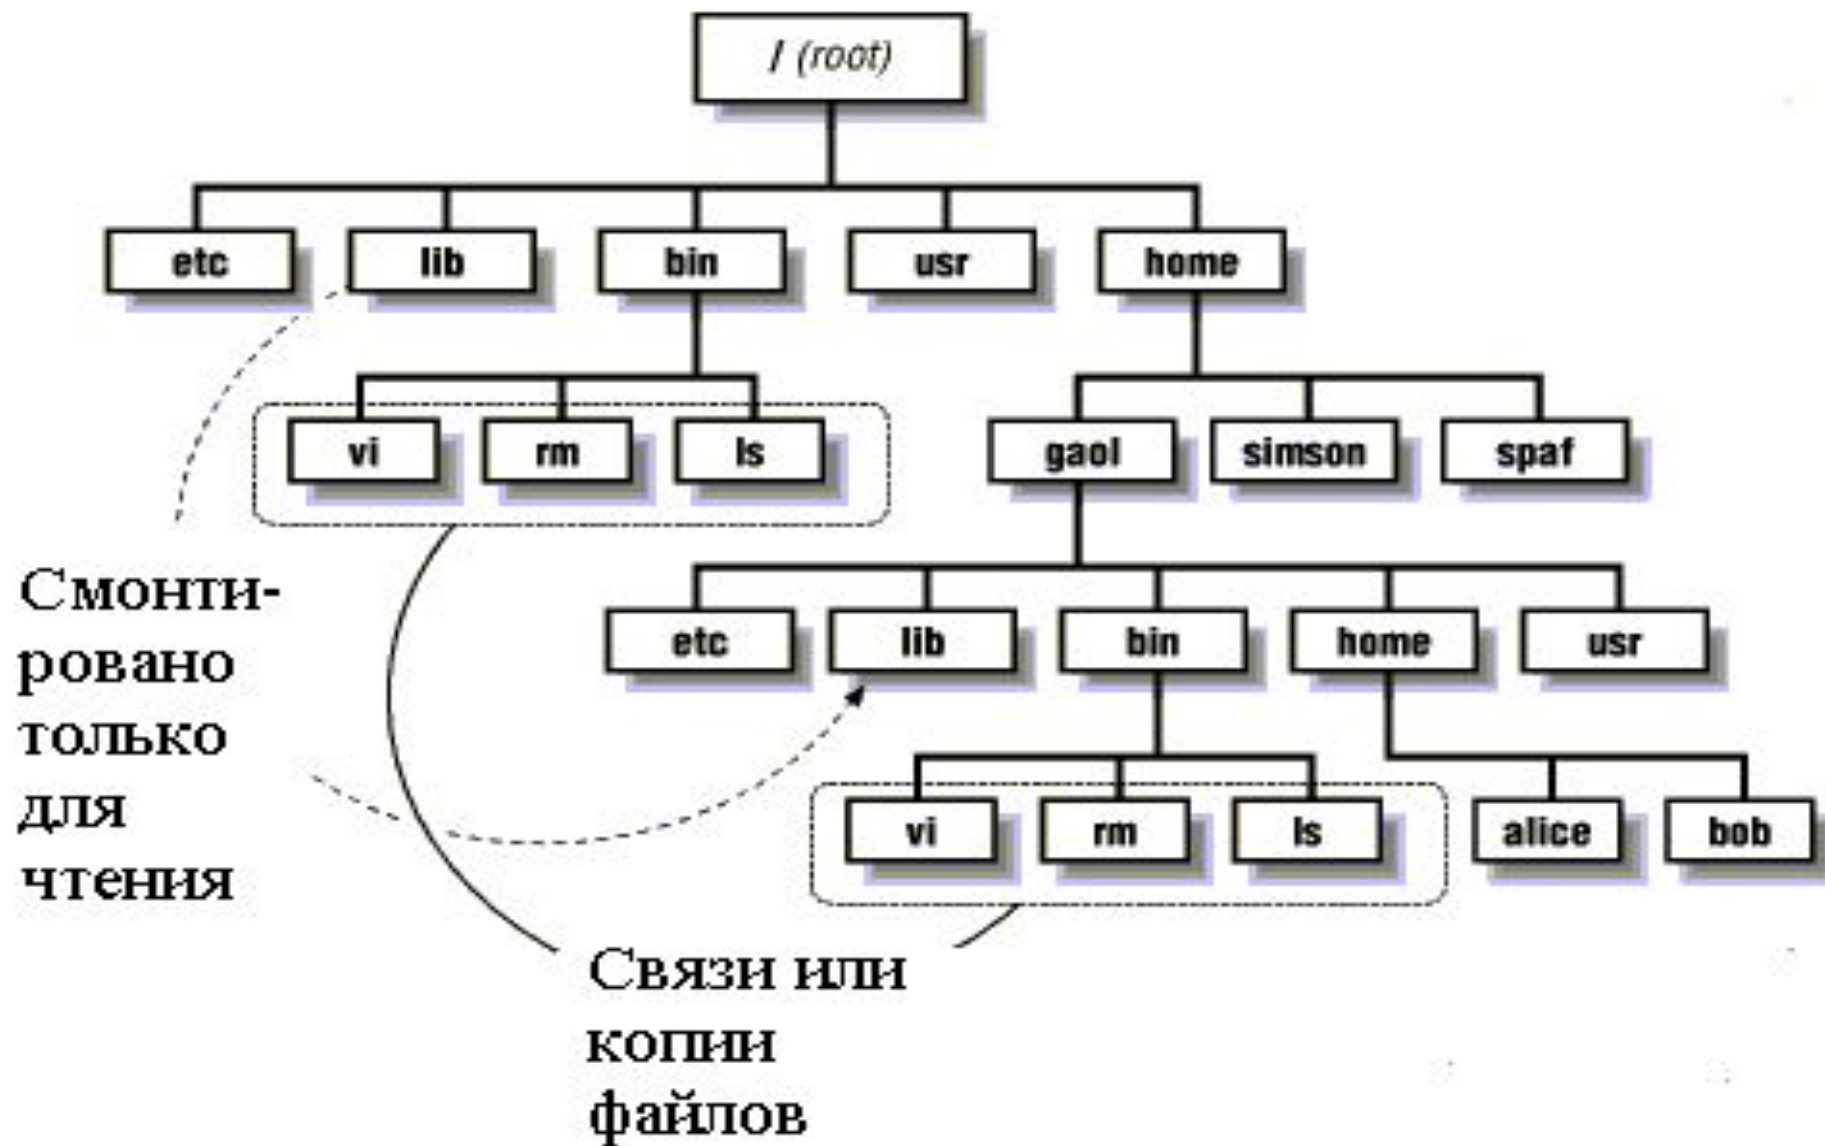 / (root)
etc lib bin usr home
vi rm ls gaol simson spaf
Смонти-
ровано
только
для
чтения
etc lib bin home usr
vi rm ls alice bob
Связи или
копии
файлов